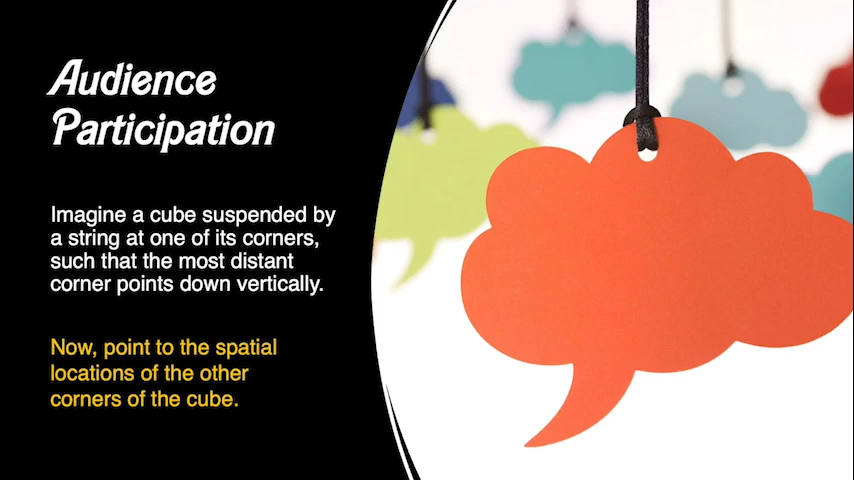 Audience
Participation
Imagine a cube suspended by
a string at one of its corners,
such that the most distant
corner points down vertically.
Now, point to the spatial
locations of the other
corners of the cube.